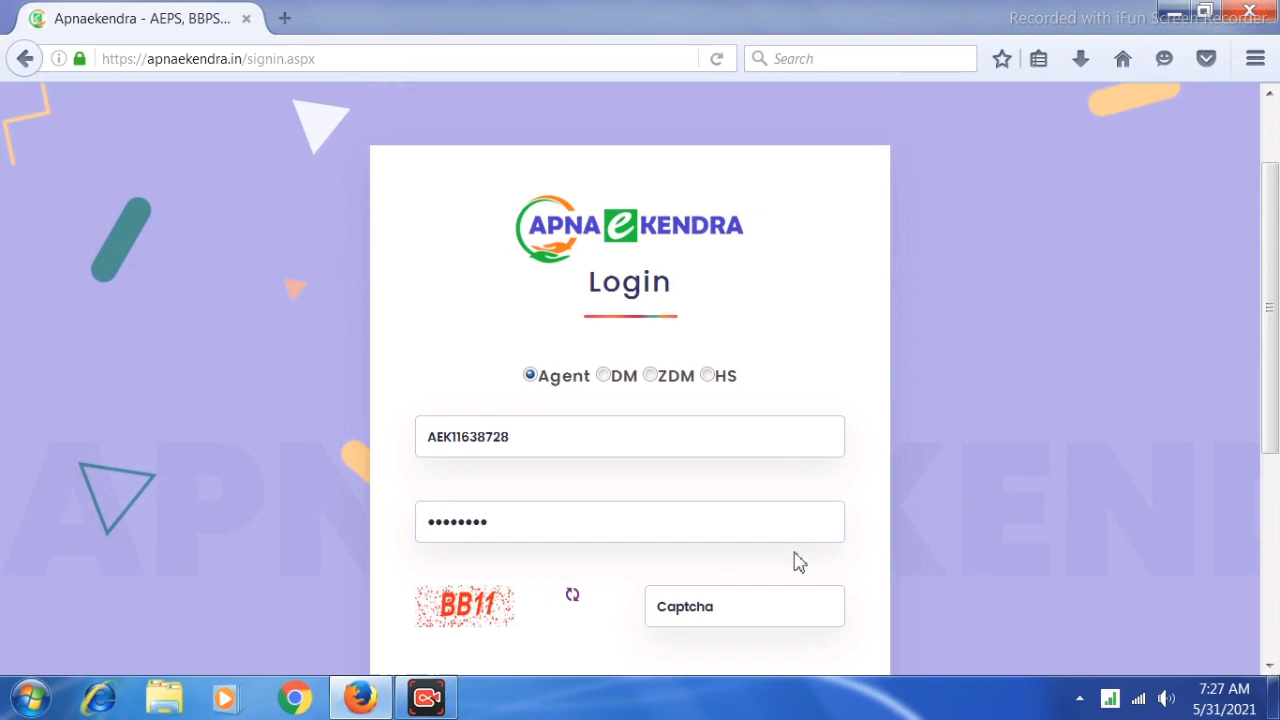 Apnaekendra - AEPS, BBPS...
Recorded with iFun Screen Recorder
https://apnaekendra.in/signin.aspx
Search
APNA e KENDRA
Login
Agent DM ZDM HS
AEK11638728
••••••••
BB11
Captcha
7:27 AM
5/31/2021